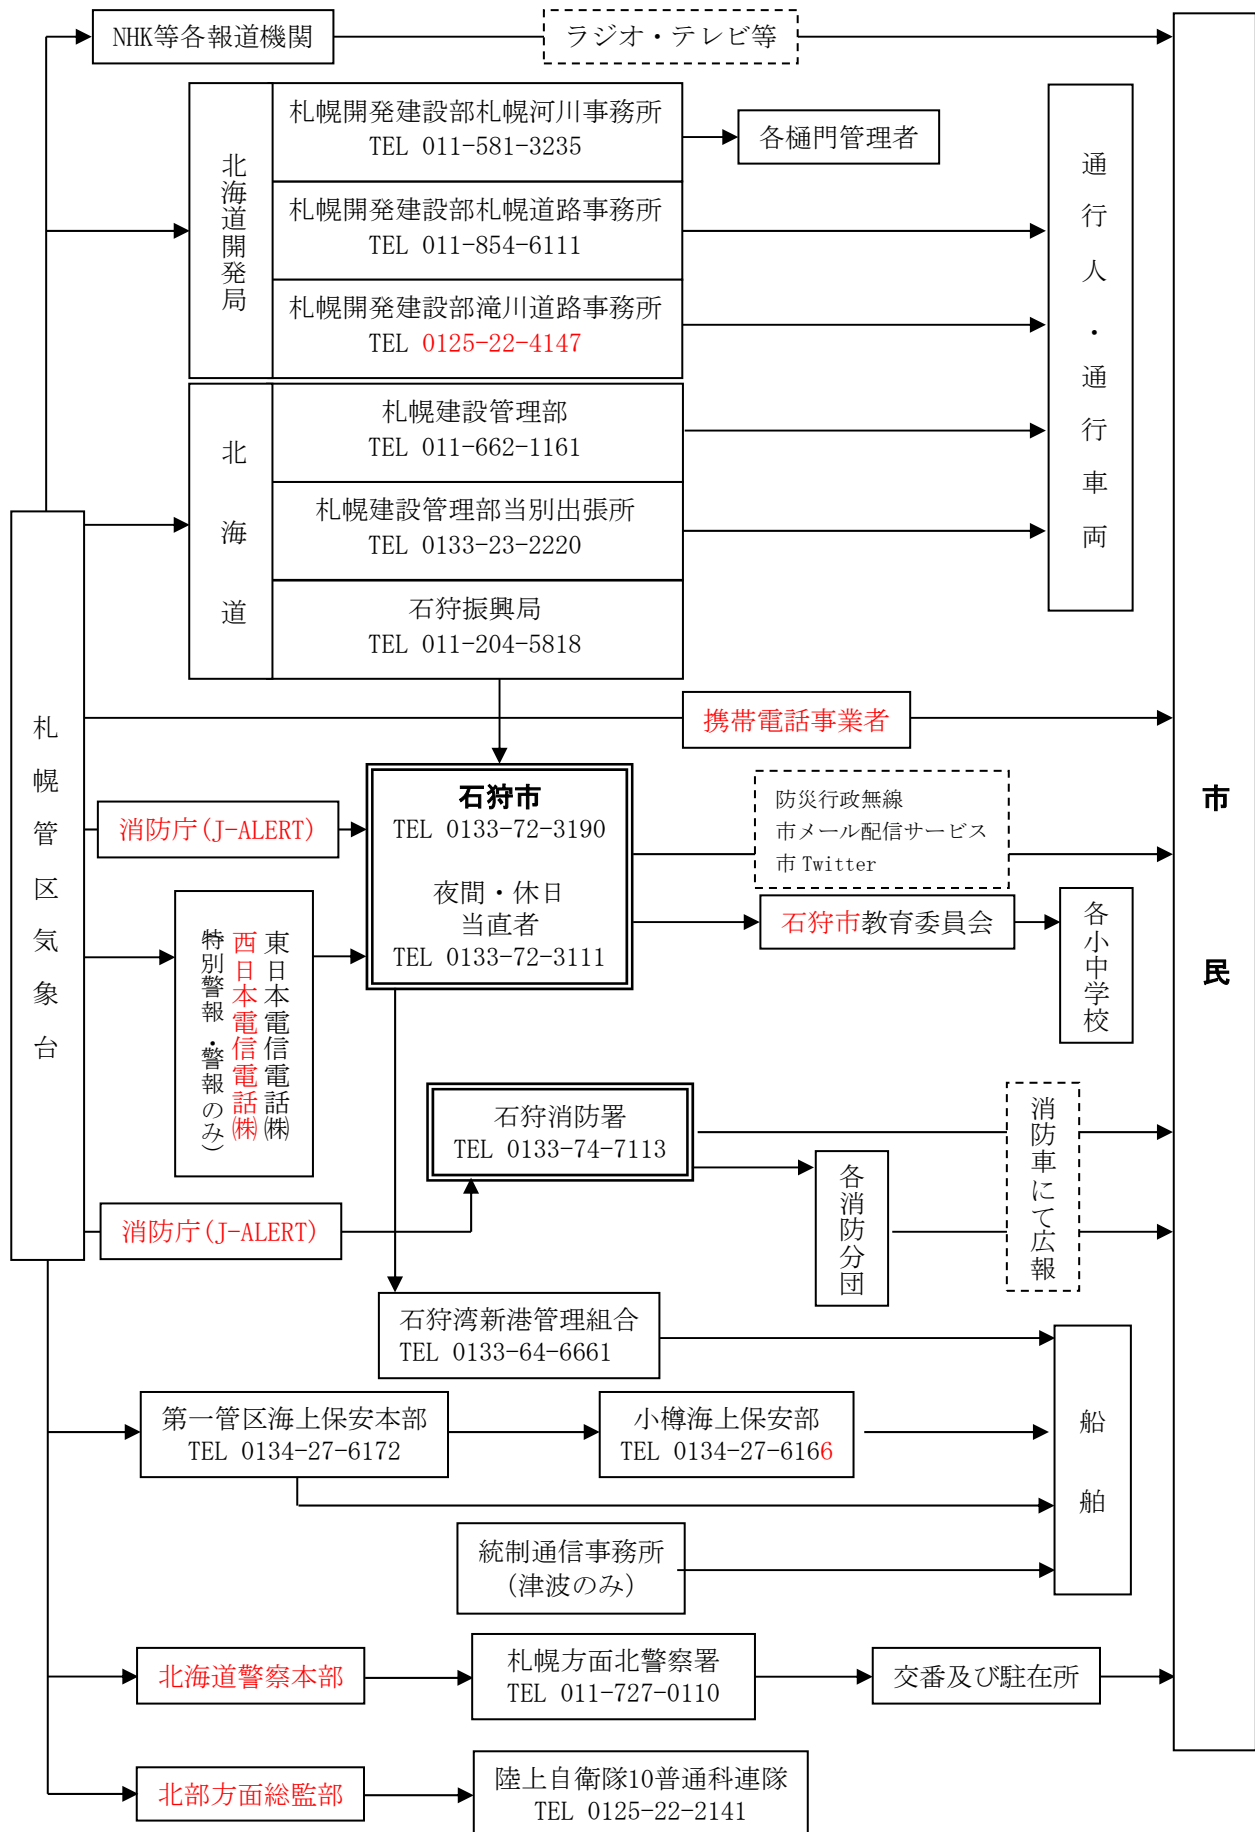 NHK等各報道機関
ラジオ・テレビ等
北海道開発局
札幌開発建設部札幌河川事務所
TEL 011-581-3235
各樋門管理者
札幌開発建設部札幌道路事務所
TEL 011-854-6111
札幌開発建設部滝川道路事務所
TEL 0125-22-4147
通行人・通行車両
北海道
札幌建設管理部
TEL 011-662-1161
札幌建設管理部当別出張所
TEL 0133-23-2220
石狩振興局
TEL 011-204-5818
札幌管区気象台
携帯電話事業者
市民
消防庁(J-ALERT)
石狩市
TEL 0133-72-3190
夜間・休日
当直者
TEL 0133-72-3111
防災行政無線
市メール配信サービス
市 Twitter
石狩市教育委員会
各小中学校
東日本電信電話㈱
西日本電信電話㈱
(特別警報・警報のみ)
石狩消防署
TEL 0133-74-7113
消防車にて広報
各消防分団
消防庁(J-ALERT)
石狩湾新港管理組合
TEL 0133-64-6661
船舶
第一管区海上保安本部
TEL 0134-27-6172
小樽海上保安部
TEL 0134-27-6166
統制通信事務所
(津波のみ)
北海道警察本部
札幌方面北警察署
TEL 011-727-0110
交番及び駐在所
北部方面総監部
陸上自衛隊10普通科連隊
TEL 0125-22-2141